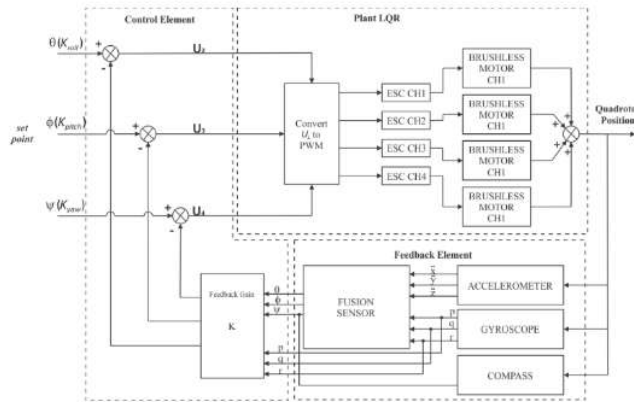 Control Element
Plant LQR
θ(Kroll)
+
-
U₂
set
point
ϕ(Kpitch)
+
-
U₃
ψ(Kyaw)
+
-
U₄
Convert
to
PWM
ESC CH1
ESC CH2
ESC CH3
ESC CH4
BRUSHLESS
MOTOR
CH1
BRUSHLESS
MOTOR
CH1
BRUSHLESS
MOTOR
CH1
BRUSHLESS
MOTOR
CH1
+
+
+
+
Quadrotor
Position
Feedback Element
Feedback Gain
K
θ
ϕ
ψ
p
q
r
FUSION
SENSOR
p
q
r
ACCELEROMETER
GYROSCOPE
COMPASS